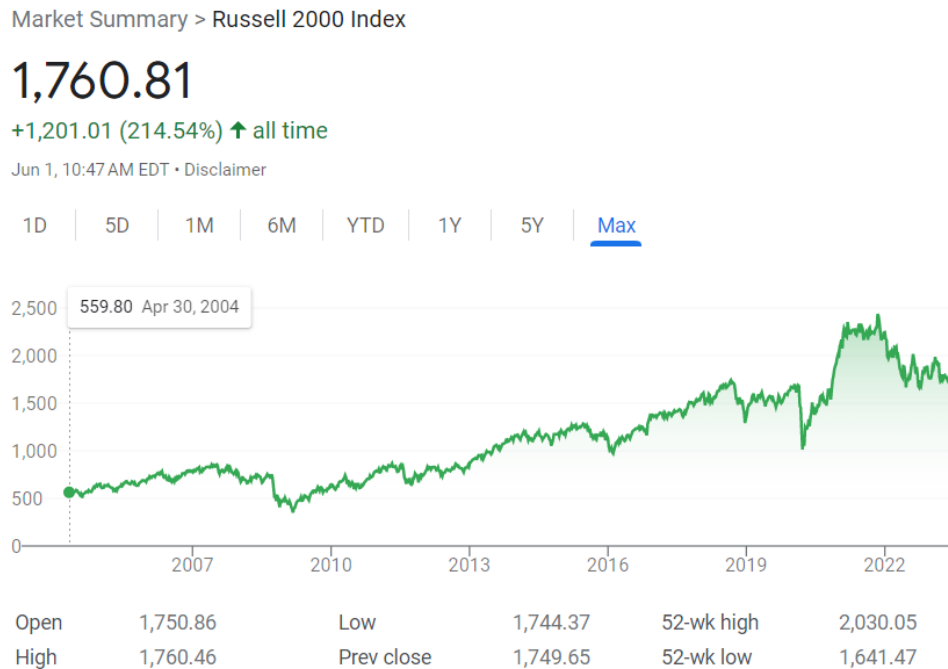 Market Summary > Russell 2000 Index
1,760.81
+1,201.01 (214.54%) ↑ all time
Jun 1, 10:47 AM EDT • Disclaimer
1D 5D 1M 6M YTD 1Y 5Y Max
559.80 Apr 30, 2004
2,500
2,000
1,500
1,000
500
0
2007 2010 2013 2016 2019 2022
Open 1,750.86 Low 1,744.37 52-wk high 2,030.05
High 1,760.46 Prev close 1,749.65 52-wk low 1,641.47